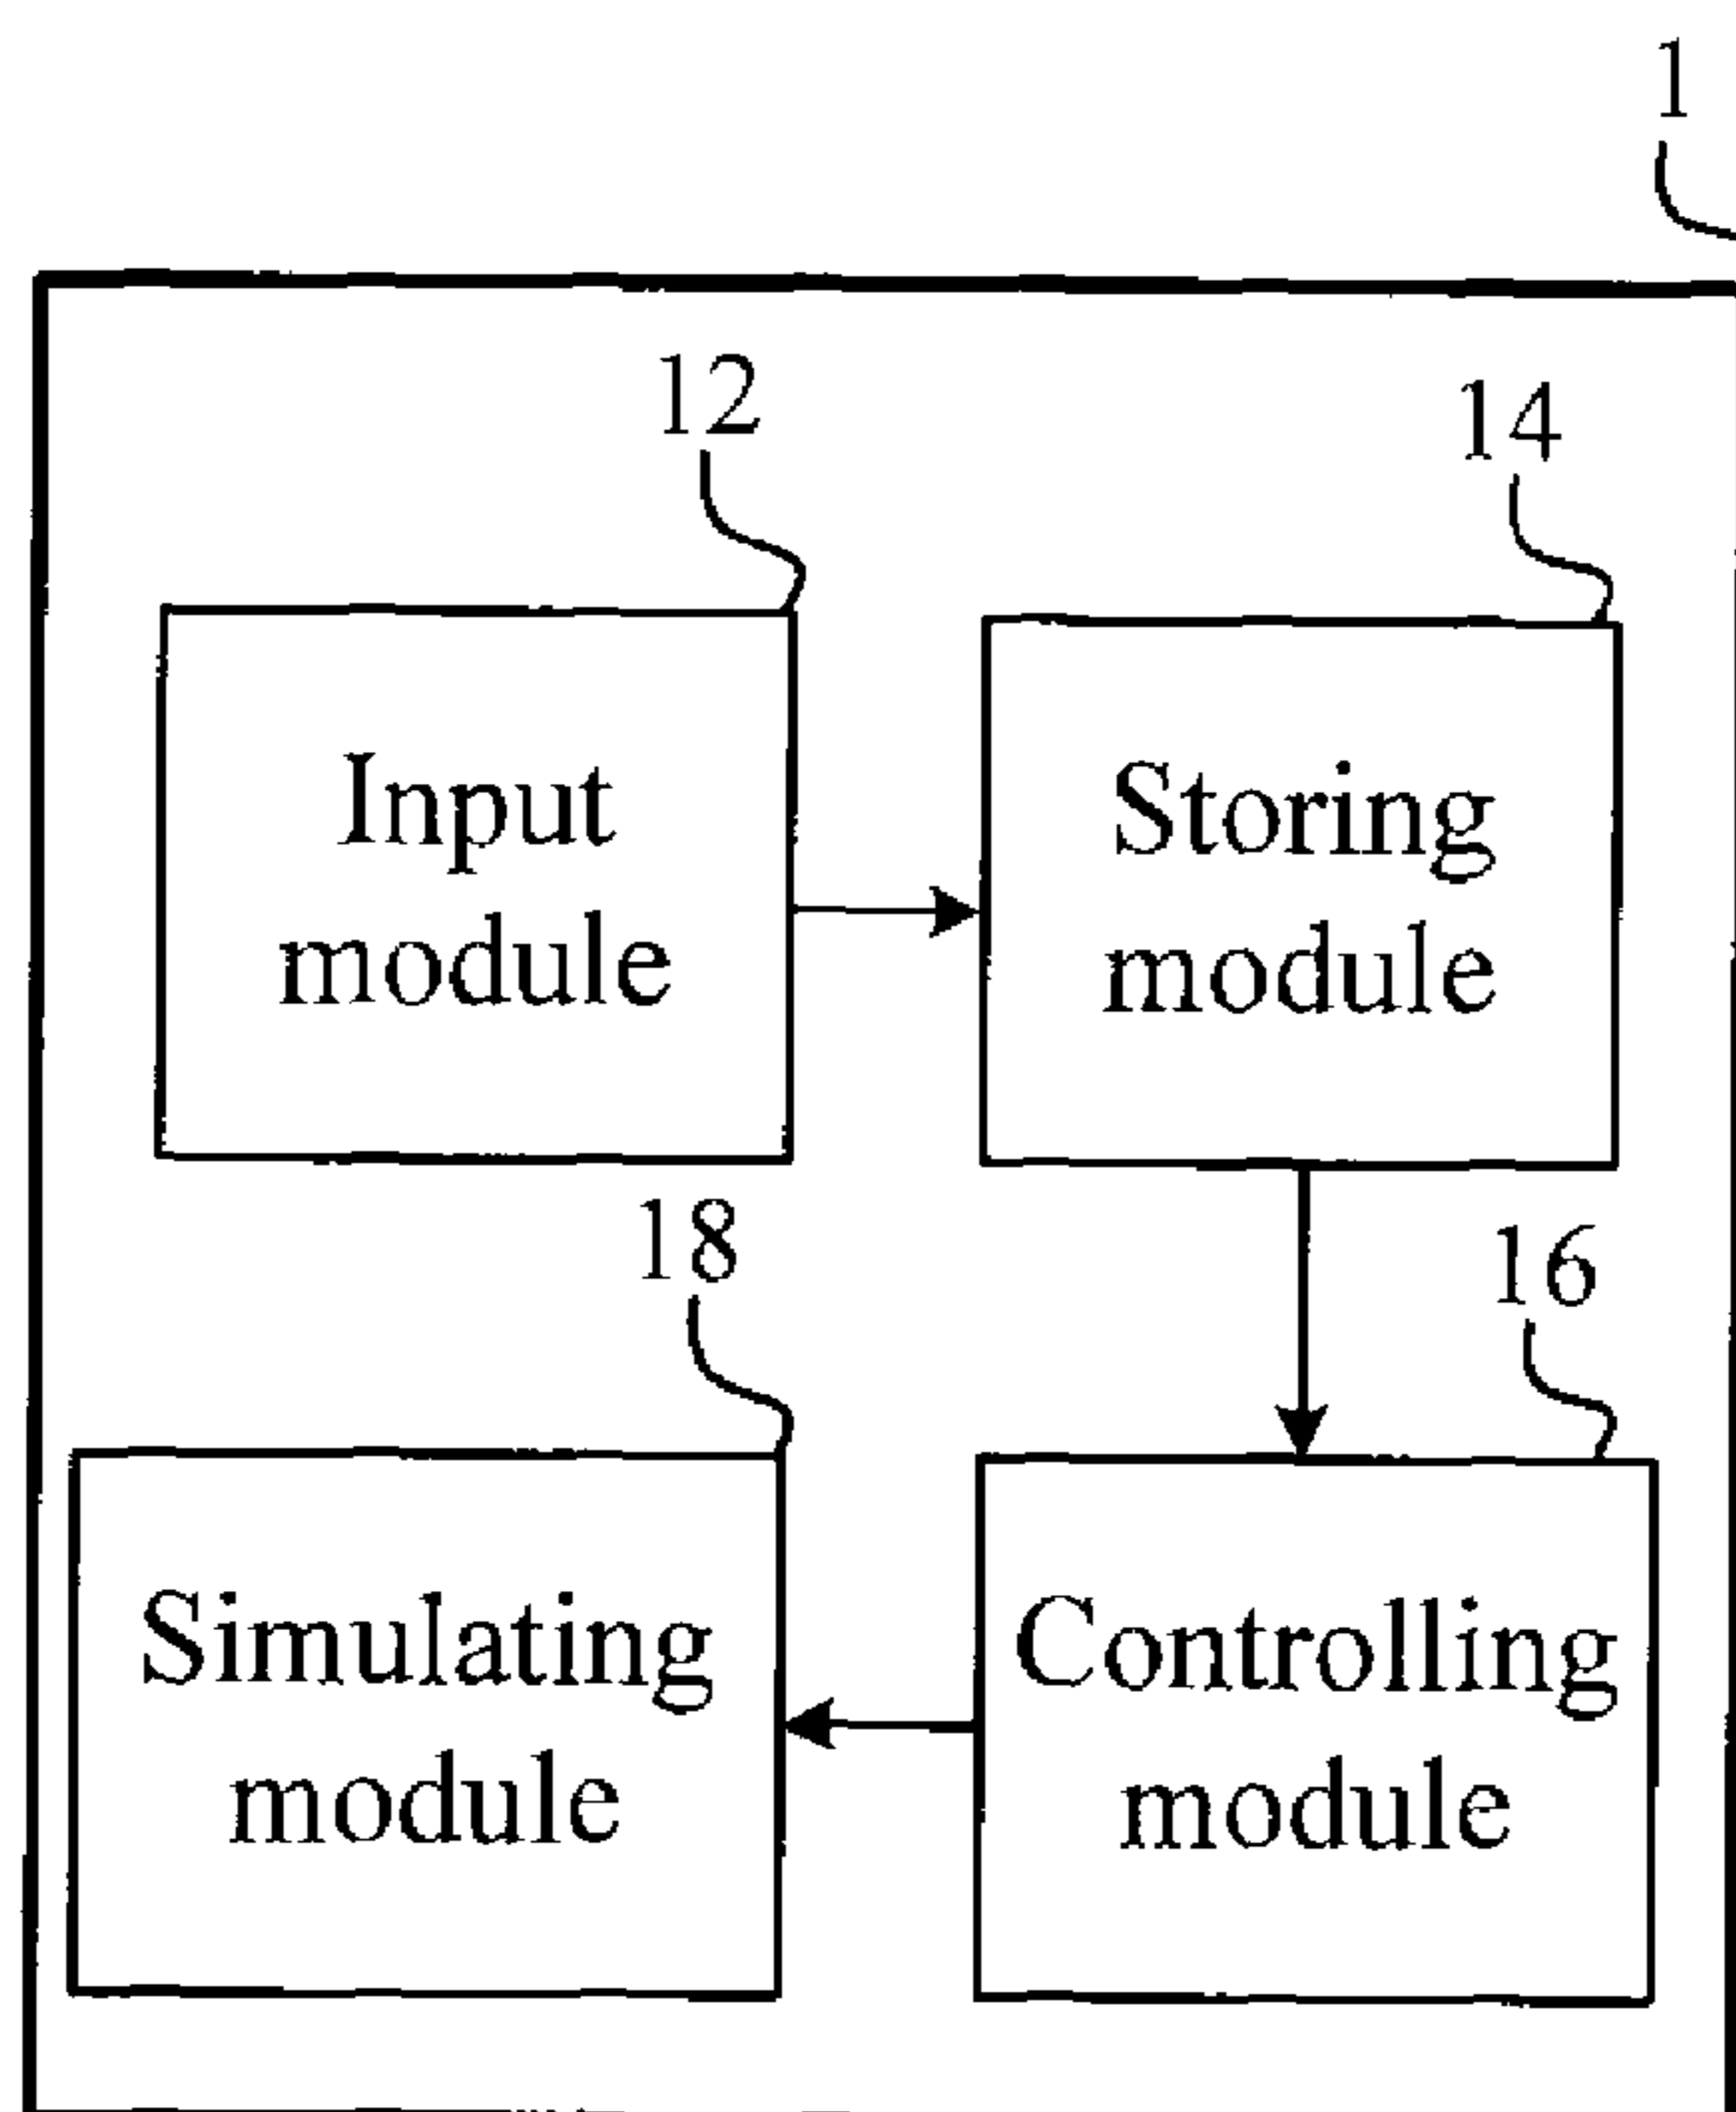 1
12
14
Input
module
Storing
module
18
16
Simulating
module
Controlling
module